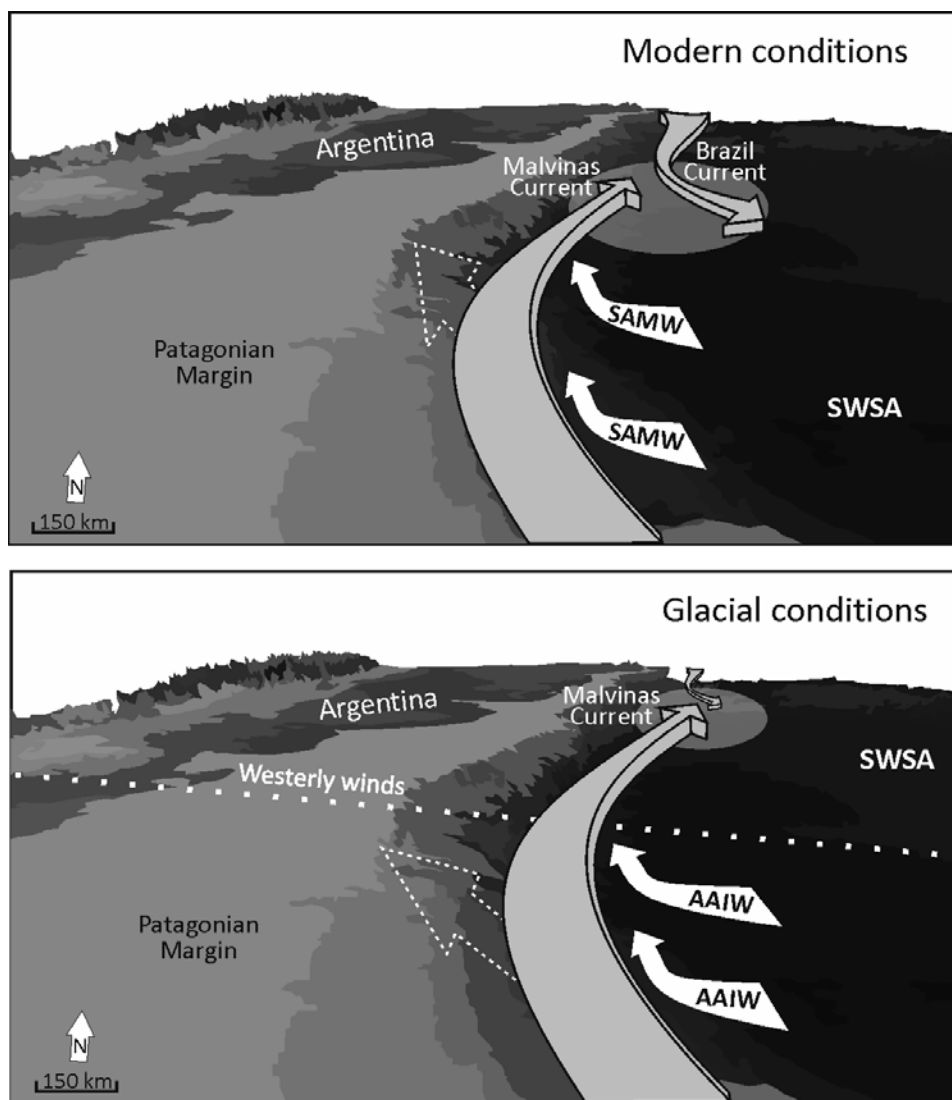 Modern conditions
Argentina
Malvinas
Current
Brazil
Current
SAMW
Patagonian
Margin
SAMW
SWSA
N
150 km
Glacial conditions
Argentina
Malvinas
Current
SWSA
Westerly winds
AAIW
Patagonian
Margin
AAIW
N
150 km